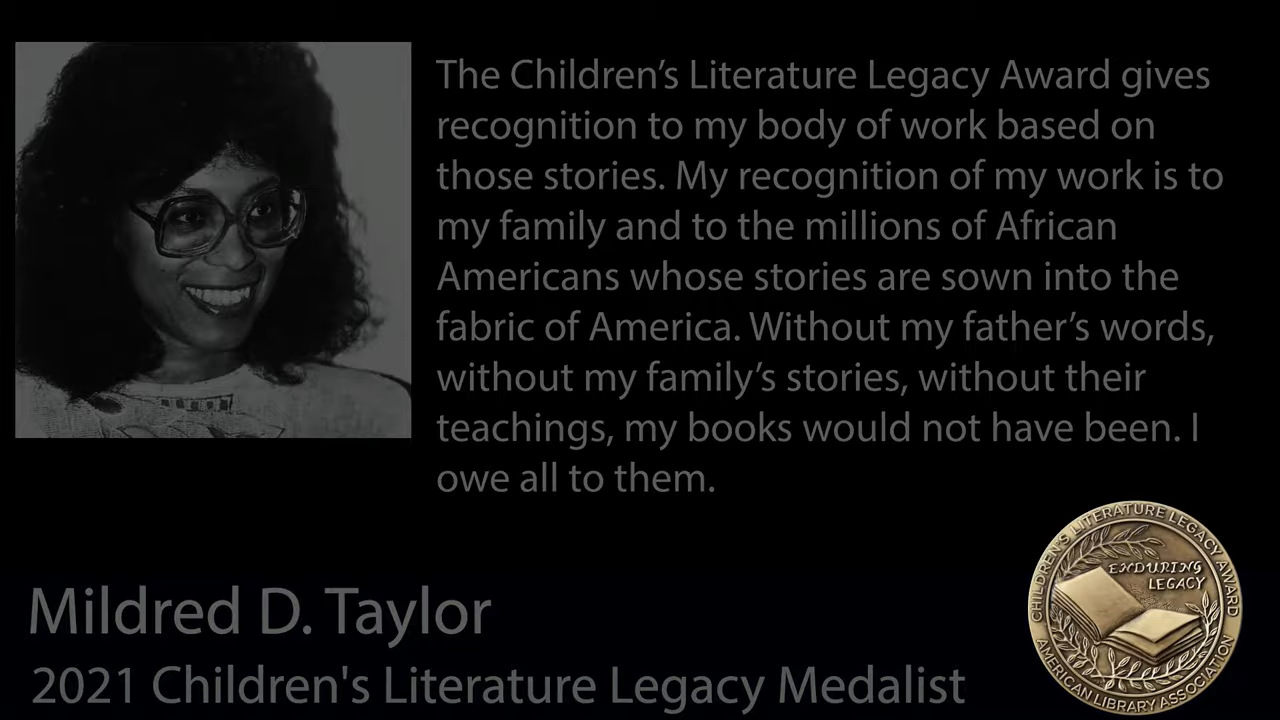 The Children’s Literature Legacy Award gives
recognition to my body of work based on
those stories. My recognition of my work is to
my family and to the millions of African
Americans whose stories are sown into the
fabric of America. Without my father’s words,
without my family’s stories, without their
teachings, my books would not have been. I
owe all to them.
Mildred D. Taylor
2021 Children's Literature Legacy Medalist
CHILDREN'S LITERATURE LEGACY AWARD
ENDURING
LEGACY
AMERICAN LIBRARY ASSOCIATION